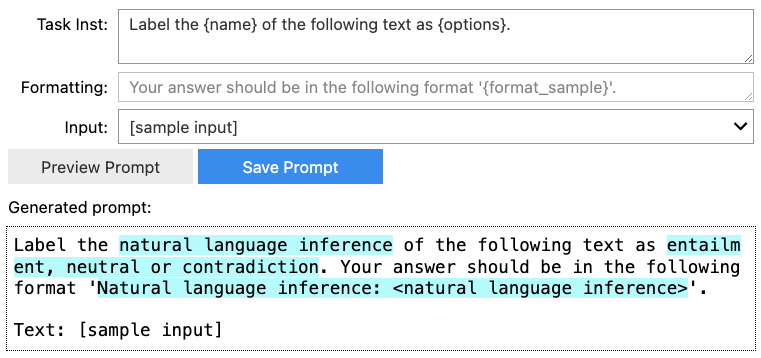 Task Inst: Label the {name} of the following text as {options}.
Formatting: Your answer should be in the following format '{format_sample}'.
Input: [sample input]
Preview Prompt Save Prompt
Generated prompt:
Label the natural language inference of the following text as entailm
ent, neutral or contradiction. Your answer should be in the following
format 'Natural language inference: <natural language inference>'.
Text: [sample input]